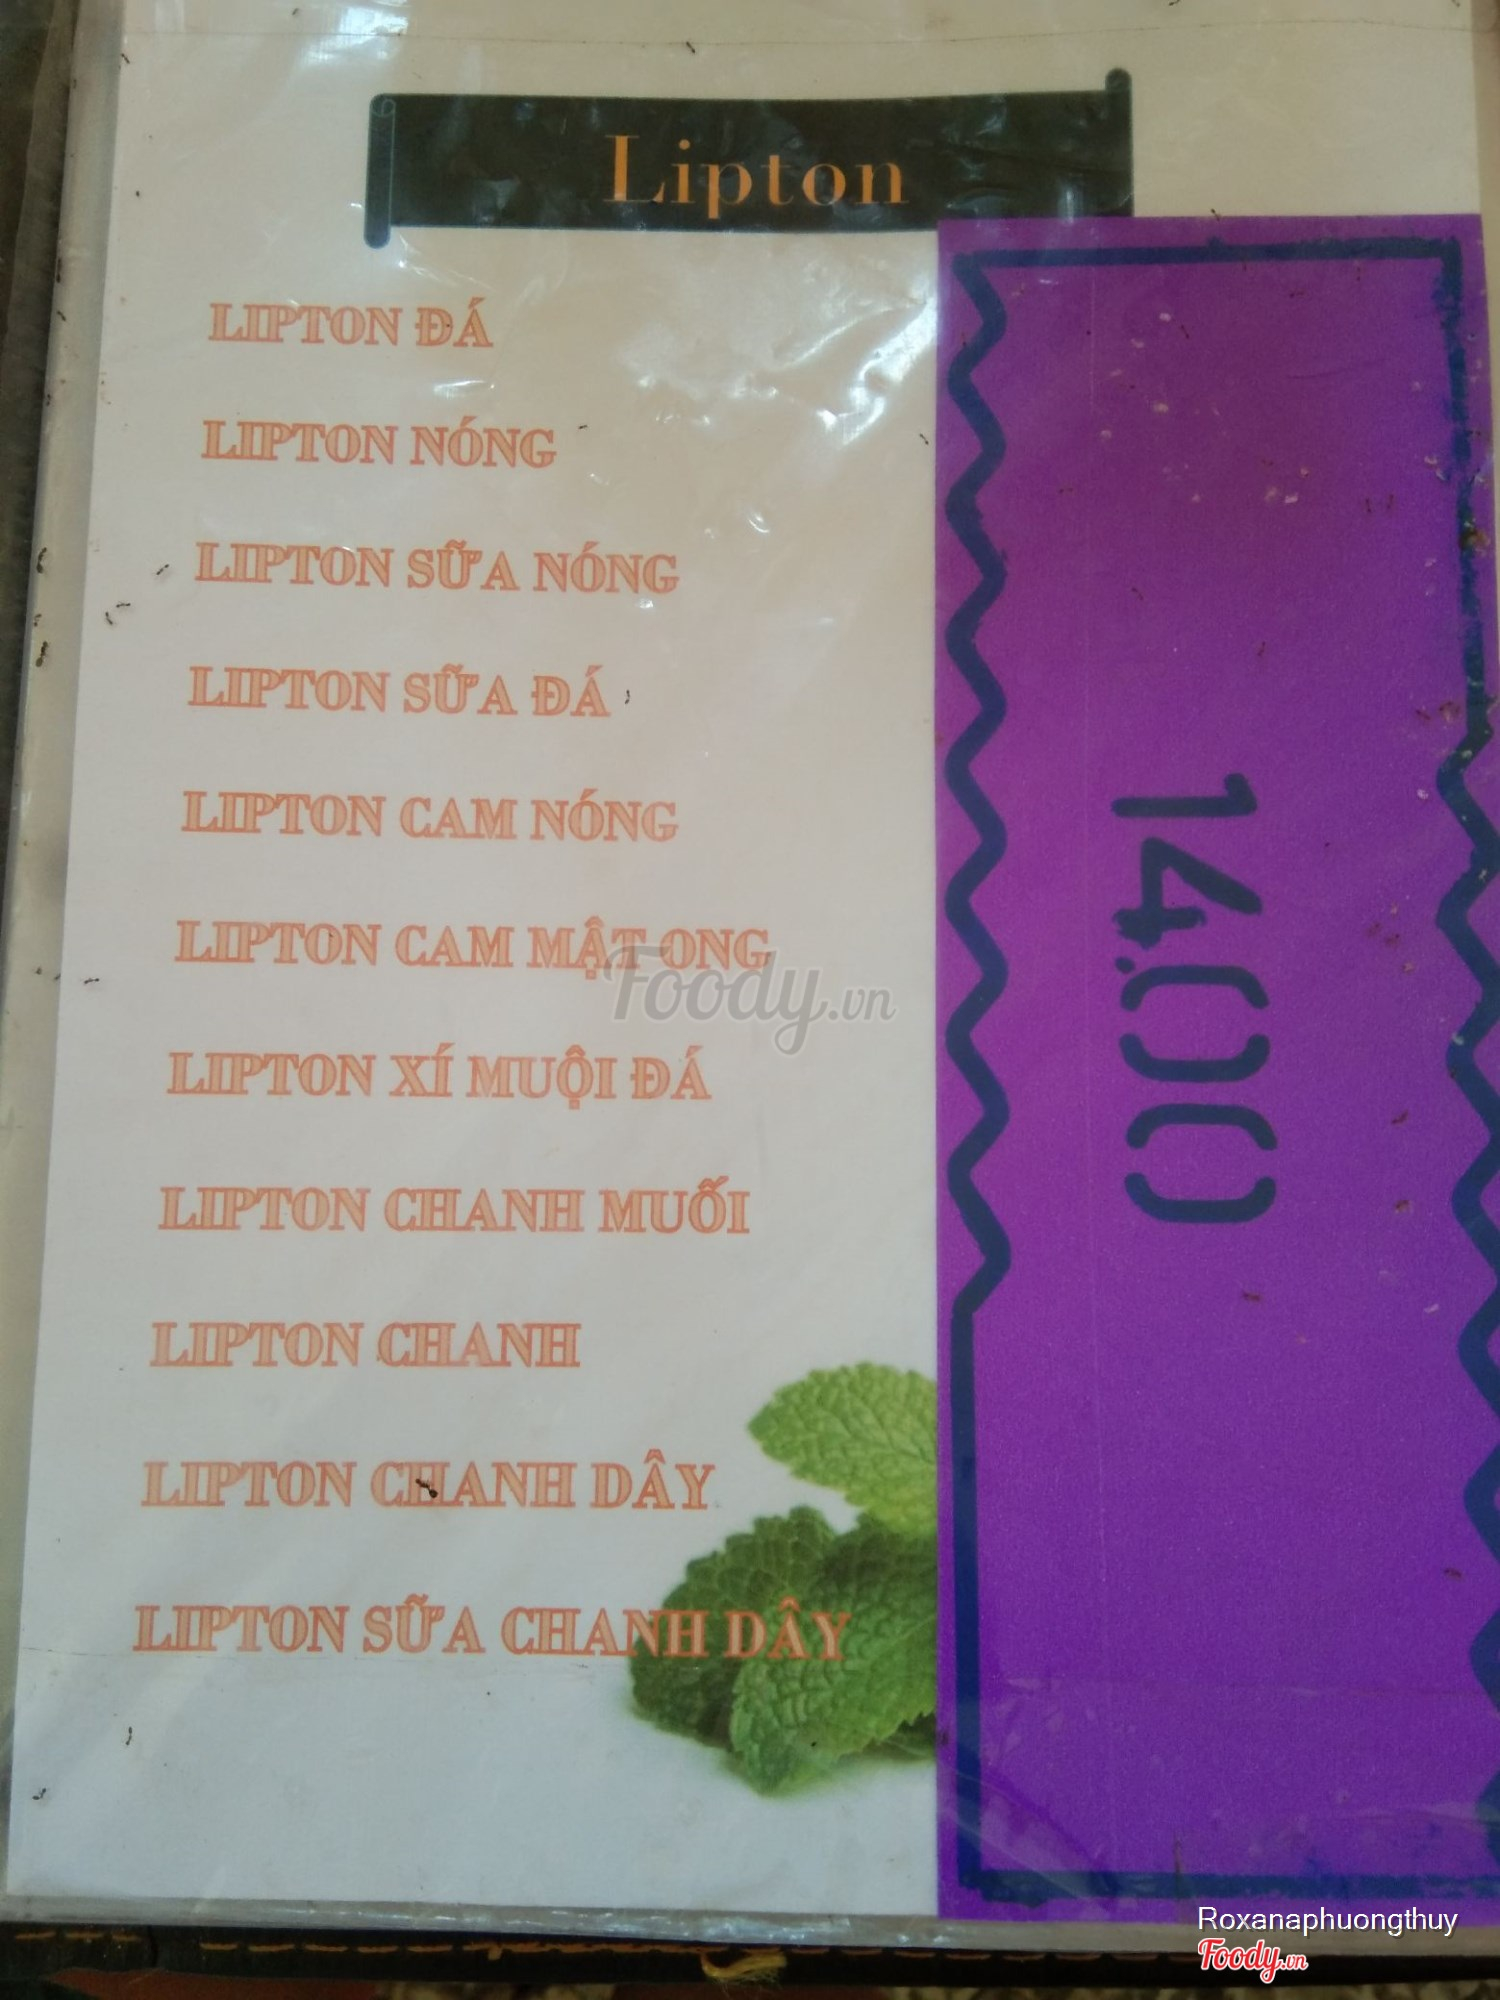 Lipton
LIPTON ĐÁ
LIPTON NÓNG
LIPTON SỮA NÓNG
LIPTON SỮA ĐÁ
LIPTON CAM NÓNG
LIPTON CAM MẬT ONG
LIPTON XÍ MUỘI ĐÁ
LIPTON CHANH MUỐI
LIPTON CHANH
LIPTON CHANH DÂY
LIPTON SỮA CHANH DÂY
14.00
Foody.vn
Roxanaphuongthuy
Foody.vn